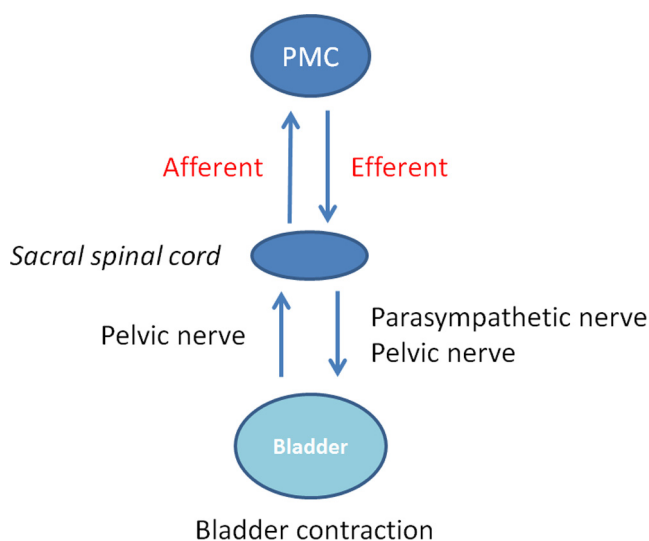 PMC
Afferent
Efferent
Sacral spinal cord
Pelvic nerve
Parasympathetic nerve
Pelvic nerve
Bladder
Bladder contraction